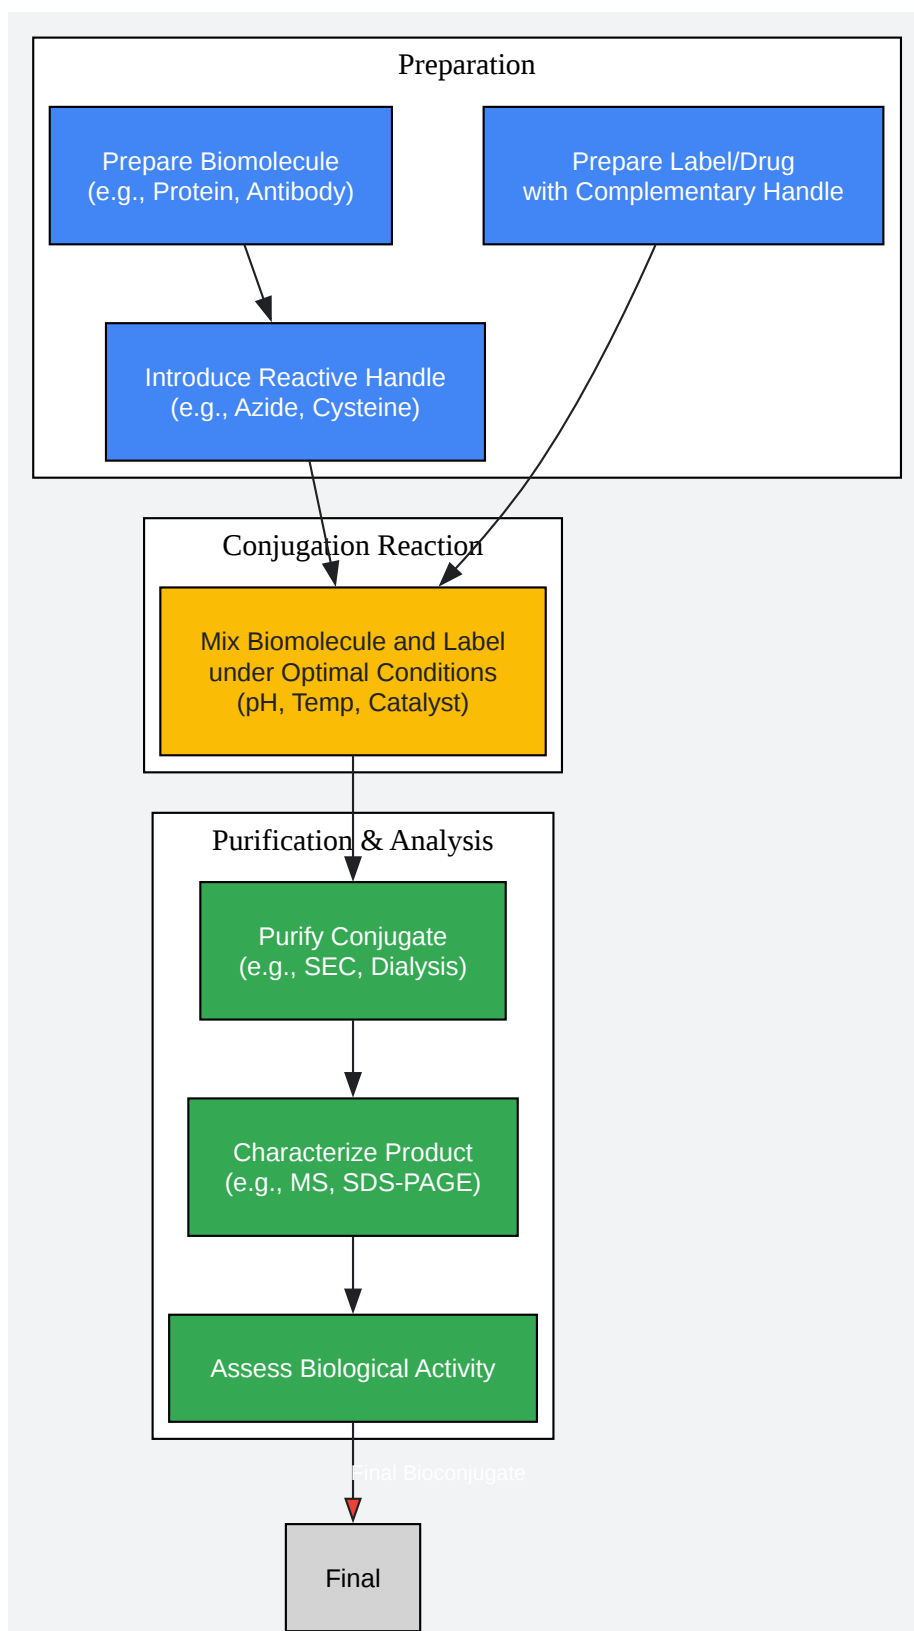 Preparation
Prepare Biomolecule
(e.g., Protein, Antibody)
Prepare Label/Drug
with Complementary Handle
Introduce Reactive Handle
(e.g., Azide, Cysteine)
Conjugation Reaction
Mix Biomolecule and Label
under Optimal Conditions
(pH, Temp, Catalyst)
Purification & Analysis
Purify Conjugate
(e.g., SEC, Dialysis)
Characterize Product
(e.g., MS, SDS-PAGE)
Assess Biological Activity
Final Bioconjugate
Final